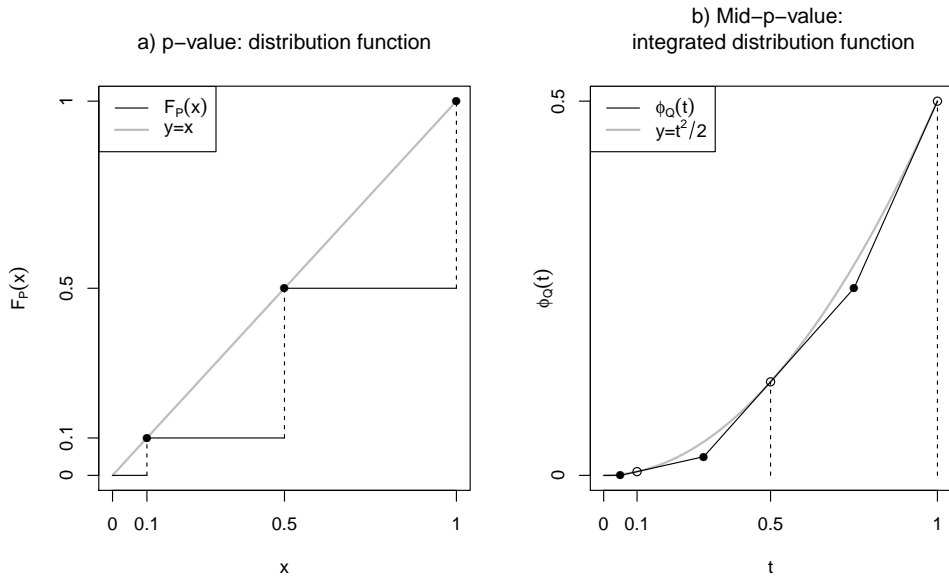 a) p−value: distribution function
F_P(x)
y=x
F_P(x)
1
0.5
0.1
0
0 0.1 0.5 1
x
b) Mid−p−value:
integrated distribution function
ϕ_Q(t)
y=t^2/2
ϕ_Q(t)
0.5
0
0 0.1 0.5 1
t